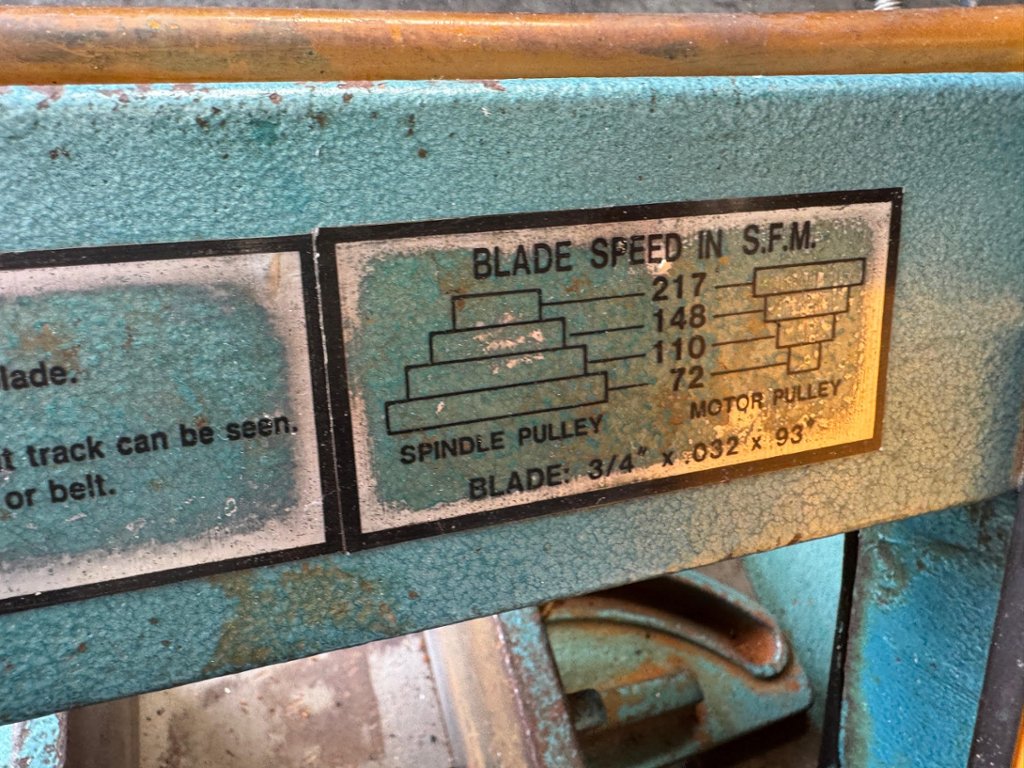 lade.
t track can be seen.
or belt.
BLADE SPEED IN S.F.M.
217
148
110
72
SPINDLE PULLEY
MOTOR PULLEY
BLADE: 3/4" x .032 x 93"